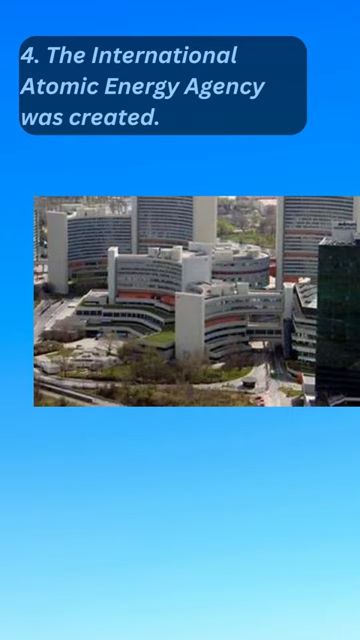 4. The International
Atomic Energy Agency
was created.